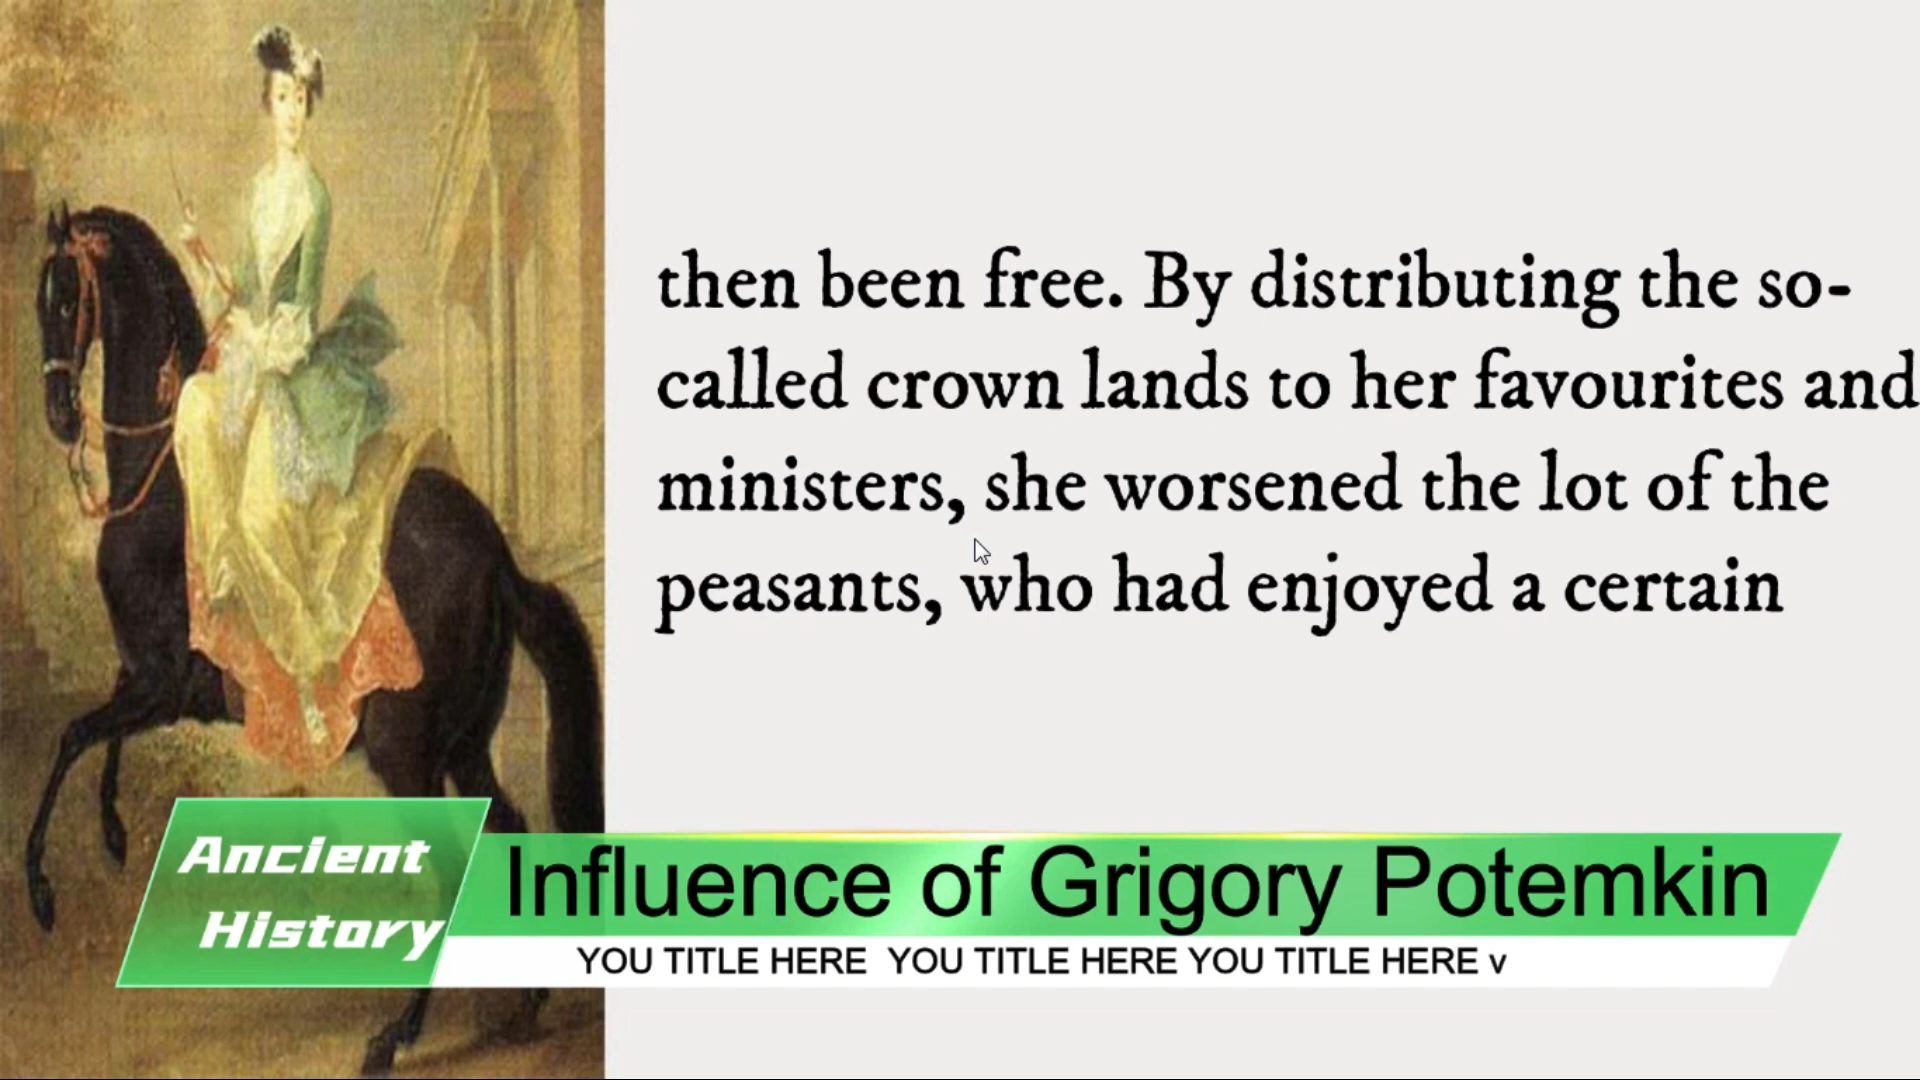 then been free. By distributing the so-
called crown lands to her favourites and
ministers, she worsened the lot of the
peasants, who had enjoyed a certain
Ancient
History
Influence of Grigory Potemkin
YOU TITLE HERE  YOU TITLE HERE YOU TITLE HERE v